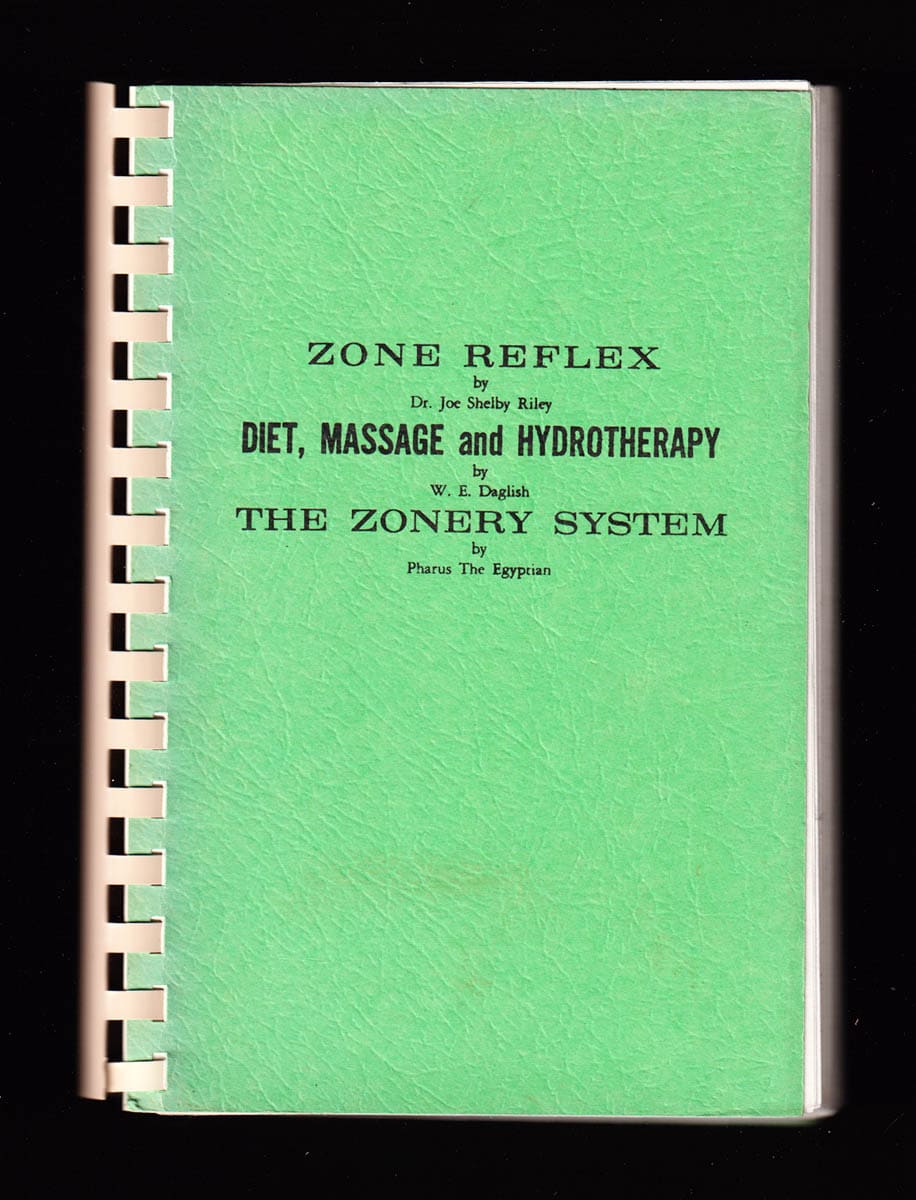 ZONE REFLEX
by
Dr. Joe Shelby Riley
DIET, MASSAGE and HYDROTHERAPY
by
W. E. Daglish
THE ZONERY SYSTEM
by
Pharus The Egyptian